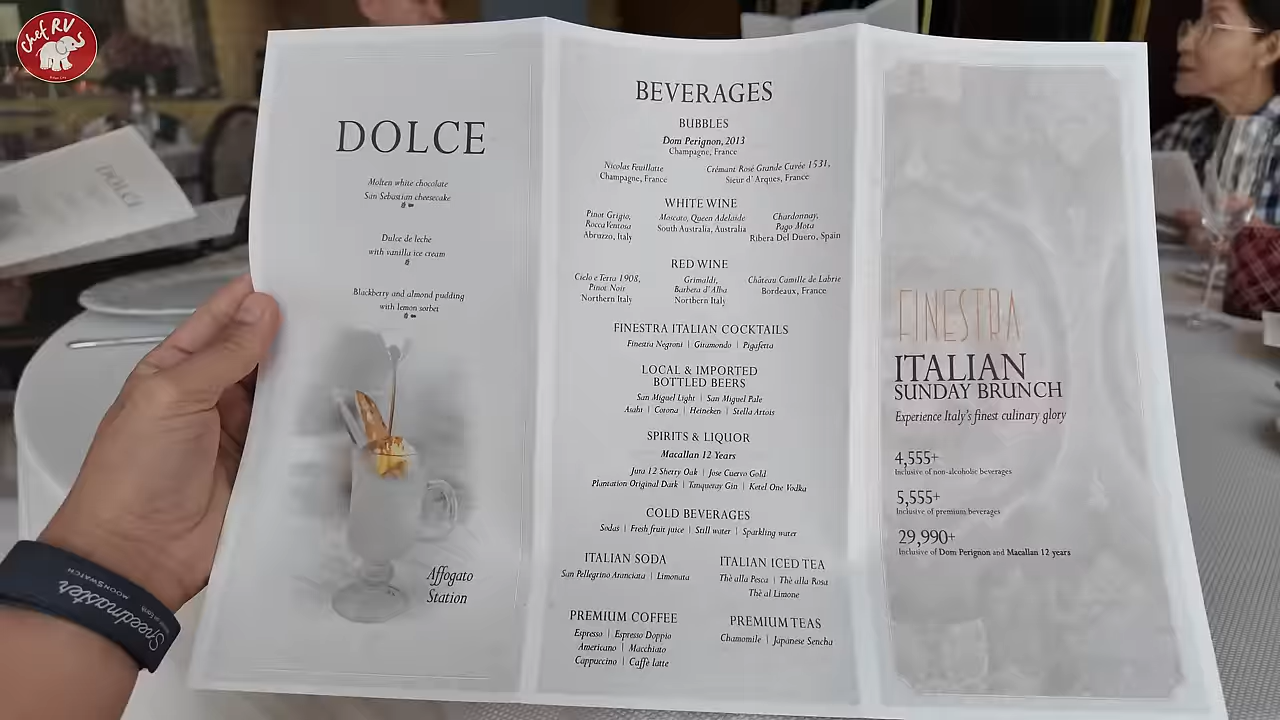 Chef RV
DOLCE
DOLCE
Molten white chocolate
San Sebastian cheesecake
Dulce de leche
with vanilla ice cream
Blackberry and almond pudding
with lemon sorbet
Affogato
Station
BEVERAGES
BUBBLES
Dom Perignon, 2013
Champagne, France
Nicolas Feuillatte
Champagne, France
Crémant Rosé Grande Cuvée 1531,
Sieur d'Arques, France
WHITE WINE
Pinot Grigio,
Rocca Ventosa
Abruzzo, Italy
Moscato, Queen Adelaide
South Australia, Australia
Chardonnay,
Pago Mota
Ribera Del Duero, Spain
RED WINE
Cielo e Terra 1908,
Pinot Noir
Northern Italy
Grimaldi,
Barbera d'Alba
Northern Italy
Château Camille de Labrie
Bordeaux, France
FINESTRA ITALIAN COCKTAILS
Finestra Negroni | Giramondo | Pigafetta
LOCAL & IMPORTED
BOTTLED BEERS
San Miguel Light | San Miguel Pale
Asahi | Corona | Heineken | Stella Artois
SPIRITS & LIQUOR
Macallan 12 Years
Jura 12 Sherry Oak | Jose Cuervo Gold
Plantation Original Dark | Tanqueray Gin | Ketel One Vodka
COLD BEVERAGES
Sodas | Fresh fruit juice | Still water | Sparkling water
ITALIAN SODA
San Pellegrino Aranciata | Limonata
ITALIAN ICED TEA
Thè alla Pesca | Thè alla Rosa
Thè al Limone
PREMIUM COFFEE
Espresso | Espresso Doppio
Americano | Macchiato
Cappuccino | Caffè latte
PREMIUM TEAS
Chamomile | Japanese Sencha
FINESTRA
ITALIAN
SUNDAY BRUNCH
Experience Italy's finest culinary glory
4,555+
Inclusive of non-alcoholic beverages
5,555+
Inclusive of premium beverages
29,990+
Inclusive of Dom Perignon and Macallan 12 years
Speedmaster
MOONSWATCH